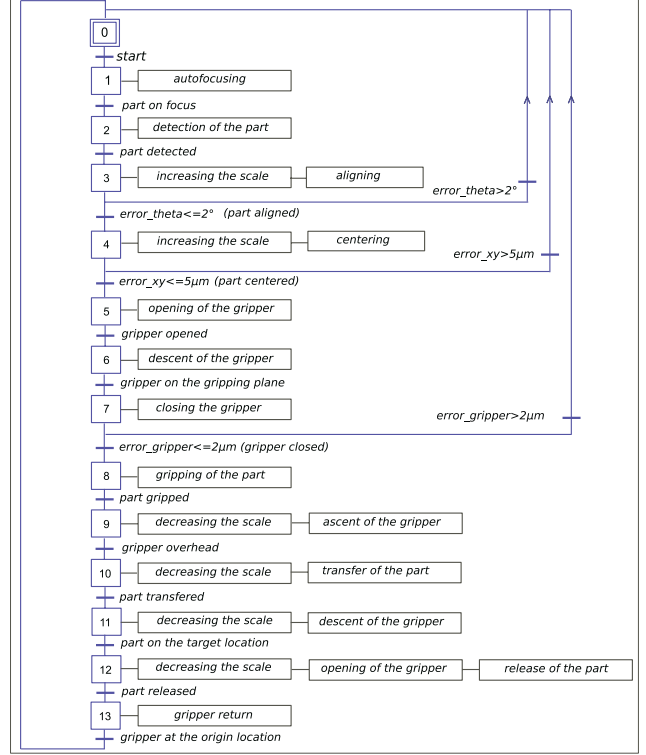 0
start
1 autofocusing
part on focus
2 detection of the part
part detected
3 increasing the scale aligning
error_theta>2°
error_theta<=2° (part aligned)
4 increasing the scale centering
error_xy>5μm
error_xy<=5μm (part centered)
5 opening of the gripper
gripper opened
6 descent of the gripper
gripper on the gripping plane
7 closing the gripper
error_gripper>2μm
error_gripper<=2μm (gripper closed)
8 gripping of the part
part gripped
9 decreasing the scale ascent of the gripper
gripper overhead
10 decreasing the scale transfer of the part
part transfered
11 decreasing the scale descent of the gripper
part on the target location
12 decreasing the scale opening of the gripper release of the part
part released
13 gripper return
gripper at the origin location